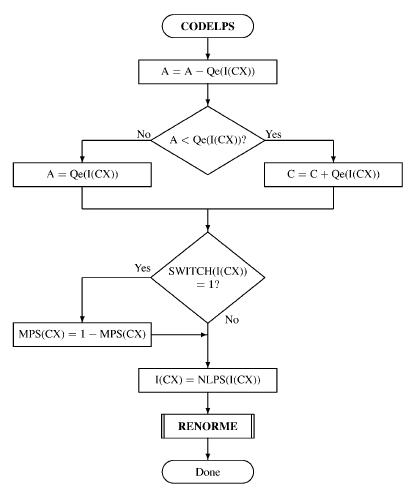 CODELPS
A = A − Qe(I(CX))
A < Qe(I(CX))?
No
Yes
A = Qe(I(CX))
C = C + Qe(I(CX))
SWITCH(I(CX))
= 1?
Yes
No
MPS(CX) = 1 − MPS(CX)
I(CX) = NLPS(I(CX))
RENORME
Done